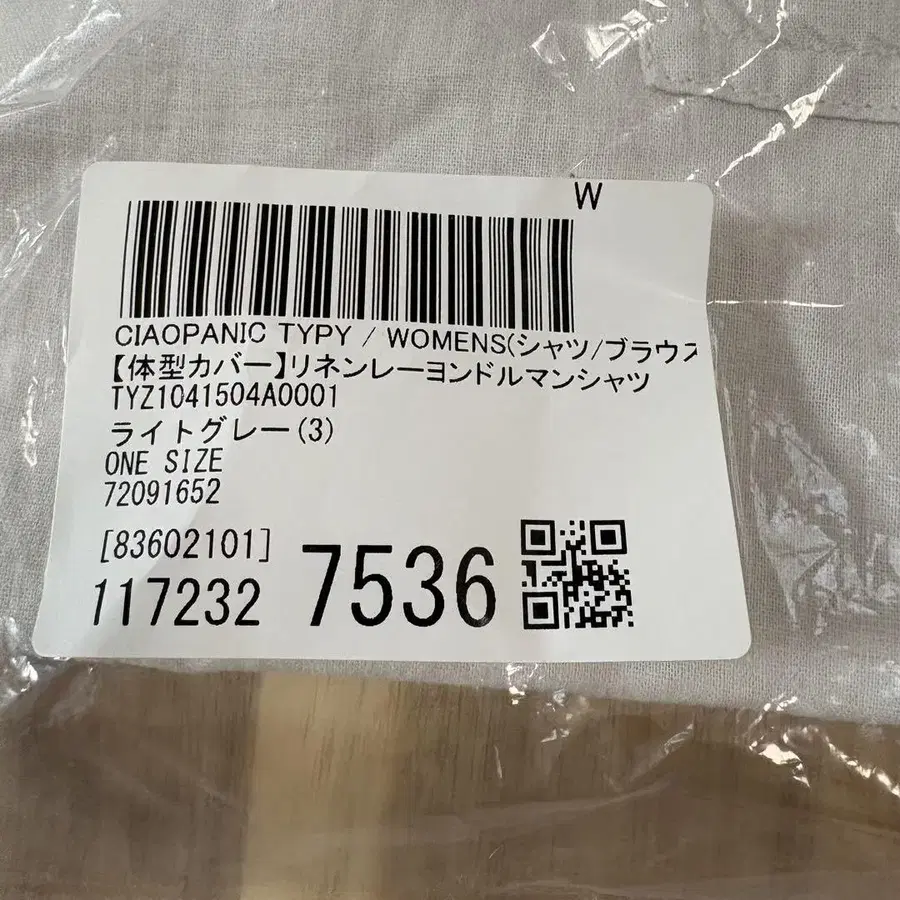 W
CIAOPANIC TYPY / WOMENS(シャツ/ブラウス
【体型カバー】リネンレーヨンドルマンシャツ
TYZ1041504A0001
ライトグレー(3)
ONE SIZE
72091652
[83602101]
117232 7536